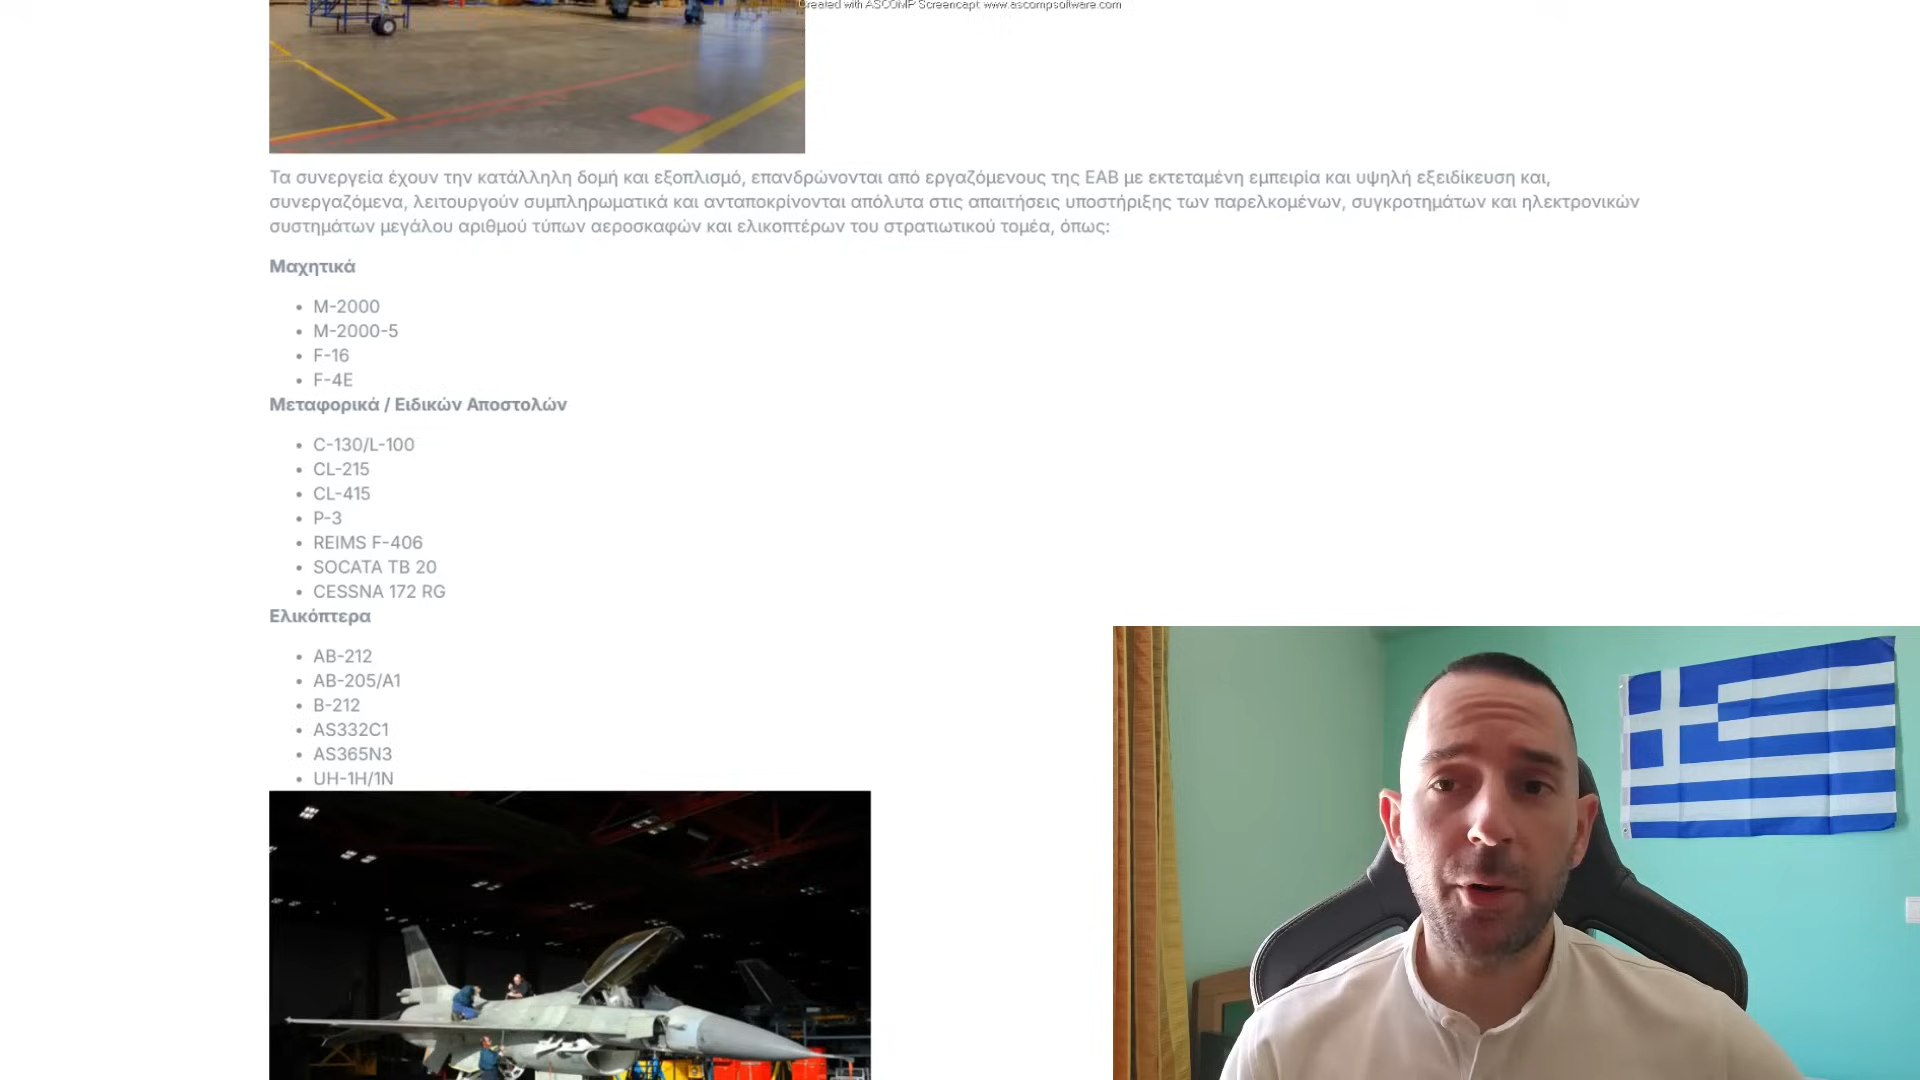 Created with ASCOMP Screencapt: www.ascompsoftware.com
Τα συνεργεία έχουν την κατάλληλη δομή και εξοπλισμό, επανδρώνονται από εργαζόμενους της ΕΑΒ με εκτεταμένη εμπειρία και υψηλή εξειδίκευση και,
συνεργαζόμενα, λειτουργούν συμπληρωματικά και ανταποκρίνονται απόλυτα στις απαιτήσεις υποστήριξης των παρελκομένων, συγκροτημάτων και ηλεκτρονικών
συστημάτων μεγάλου αριθμού τύπων αεροσκαφών και ελικοπτέρων του στρατιωτικού τομέα, όπως:
Μαχητικά
• M-2000
• M-2000-5
• F-16
• F-4E
Μεταφορικά / Ειδικών Αποστολών
• C-130/L-100
• CL-215
• CL-415
• P-3
• REIMS F-406
• SOCATA TB 20
• CESSNA 172 RG
Ελικόπτερα
• AB-212
• AB-205/A1
• B-212
• AS332C1
• AS365N3
• UH-1H/1N